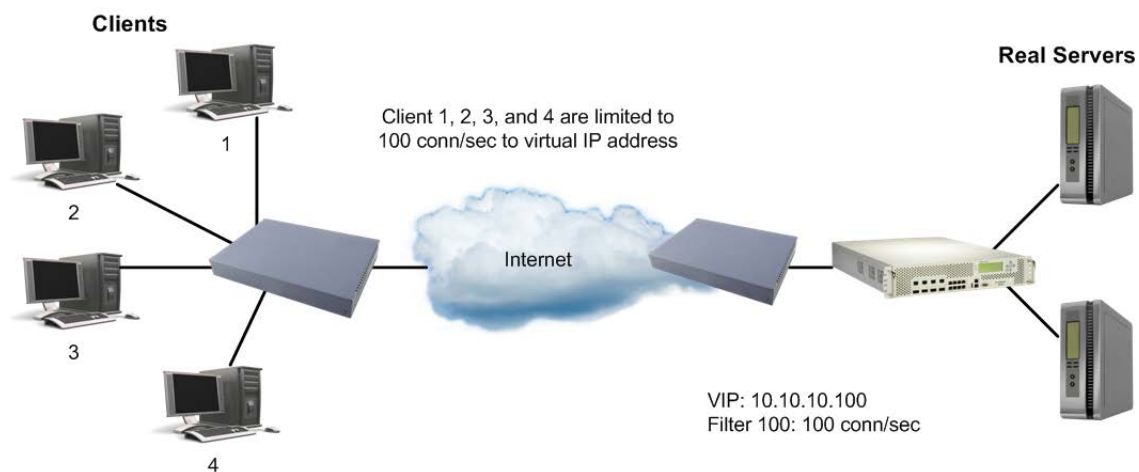 Clients
Real Servers
1
Client 1, 2, 3, and 4 are limited to
100 conn/sec to virtual IP address
2
Internet
3
VIP: 10.10.10.100
Filter 100: 100 conn/sec
4